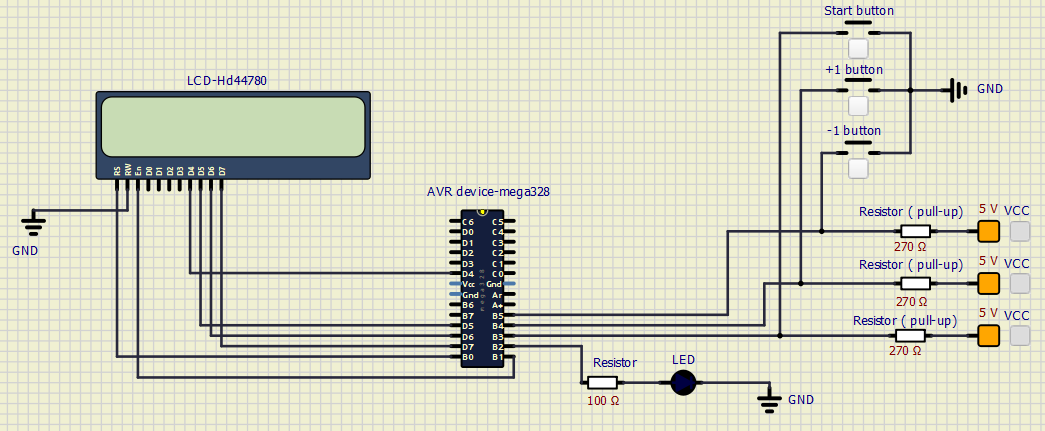 Start button
+1 button
GND
-1 button
LCD-Hd44780
RS RW En D0 D1 D2 D3 D4 D5 D6 D7
GND
AVR device-mega328
C6 C5
D0 C4
D1 C3
D2 C2
D3 C1
D4 C0
Vcc Gnd
Gnd Ar
B6 A+
B7 B5
D5 B4
D6 B3
D7 B2
B0 B1
mega328
Resistor ( pull-up) 5 V VCC
270 Ω
Resistor ( pull-up) 5 V VCC
270 Ω
Resistor ( pull-up) 5 V VCC
270 Ω
Resistor
100 Ω
LED
GND